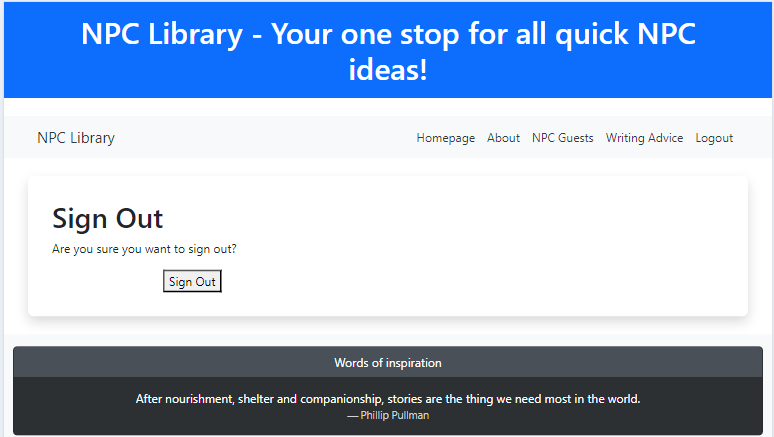 NPC Library - Your one stop for all quick NPC
ideas!
NPC Library
Homepage About NPC Guests Writing Advice Logout
Sign Out
Are you sure you want to sign out?
Sign Out
Words of inspiration
After nourishment, shelter and companionship, stories are the thing we need most in the world.
— Phillip Pullman